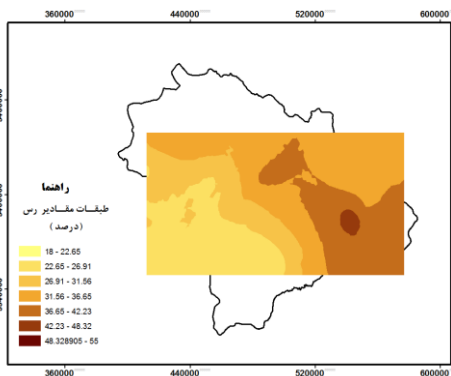 360000 440000 520000 600000
راهنما
طبقات مقادیر رس
(درصد)
18 - 22.65
22.65 - 26.91
26.91 - 31.56
31.56 - 36.65
36.65 - 42.23
42.23 - 48.32
48.328905 - 55
360000 440000 520000 600000